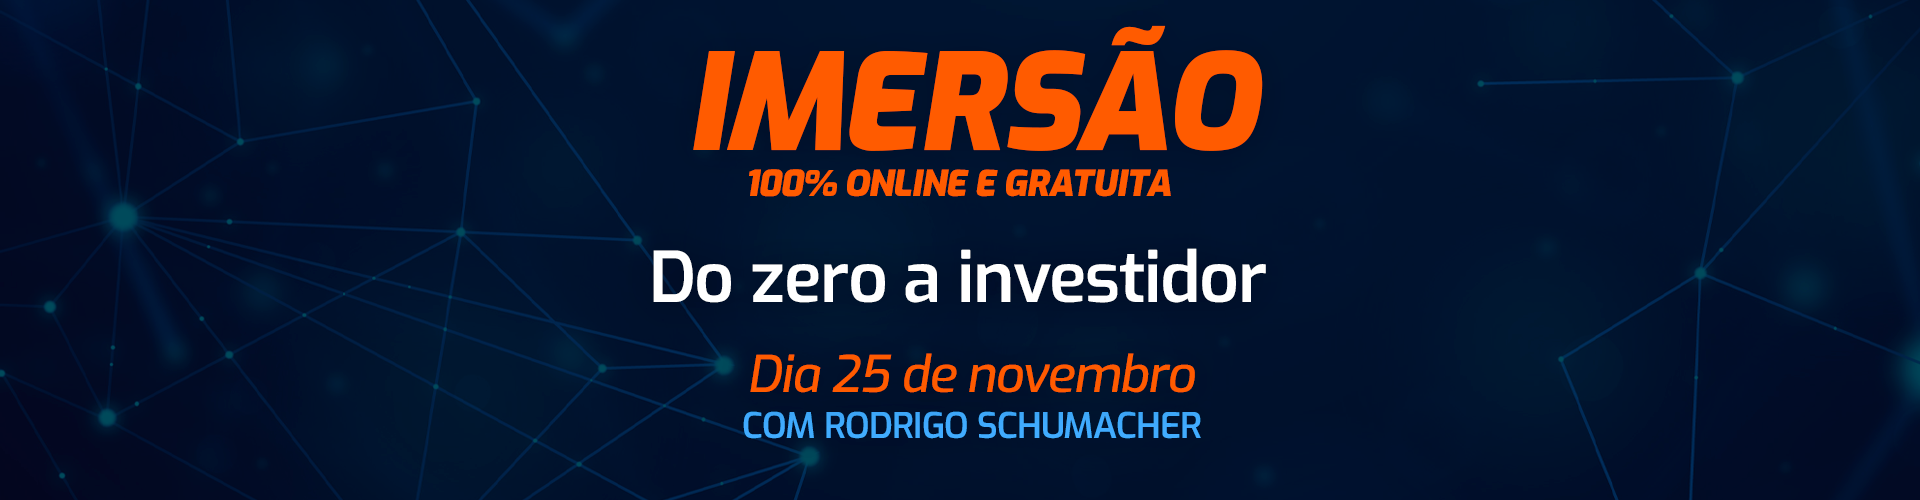 IMERSÃO
100% ONLINE E GRATUITA
Do zero a investidor
Dia 25 de novembro
COM RODRIGO SCHUMACHER